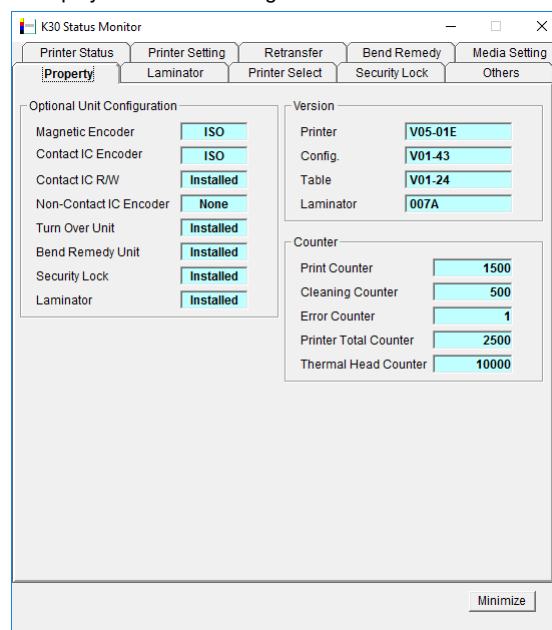 K30 Status Monitor
Printer Status Printer Setting Retransfer Bend Remedy Media Setting
Property Laminator Printer Select Security Lock Others
Optional Unit Configuration
Magnetic Encoder ISO
Contact IC Encoder ISO
Contact IC R/W Installed
Non-Contact IC Encoder None
Turn Over Unit Installed
Bend Remedy Unit Installed
Security Lock Installed
Laminator Installed
Version
Printer V05-01E
Config. V01-43
Table V01-24
Laminator 007A
Counter
Print Counter 1500
Cleaning Counter 500
Error Counter 1
Printer Total Counter 2500
Thermal Head Counter 10000
Minimize